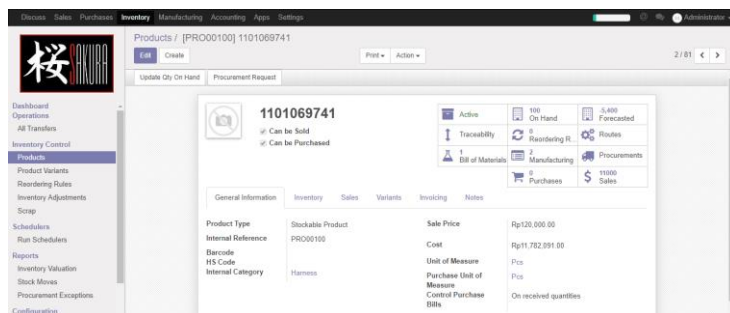 Discuss Sales Purchases Inventory Manufacturing Accounting Apps Settings Administrator
桜 SAKURA
Products / [PRO00100] 1101069741
Edit Create Print Action 2 / 81
Update Qty On Hand Procurement Request
Dashboard
Operations
All Transfers
Inventory Control
Products
Product Variants
Reordering Rules
Inventory Adjustments
Scrap
Schedulers
Run Schedulers
Reports
Inventory Valuation
Stock Moves
Procurement Exceptions
Configuration
1101069741
Can be Sold
Can be Purchased
Active
100
On Hand
-5,400
Forecasted
Traceability
0
Reordering R...
Routes
1
Bill of Materials
2
Manufacturing
Procurements
0
Purchases
11000
Sales
General Information Inventory Sales Variants Invoicing Notes
Product Type Stockable Product
Internal Reference PRO00100
Barcode
HS Code
Internal Category Harness
Sale Price Rp120,000.00
Cost Rp11,782,091.00
Unit of Measure Pcs
Purchase Unit of
Measure Pcs
Control Purchase
Bills On received quantities